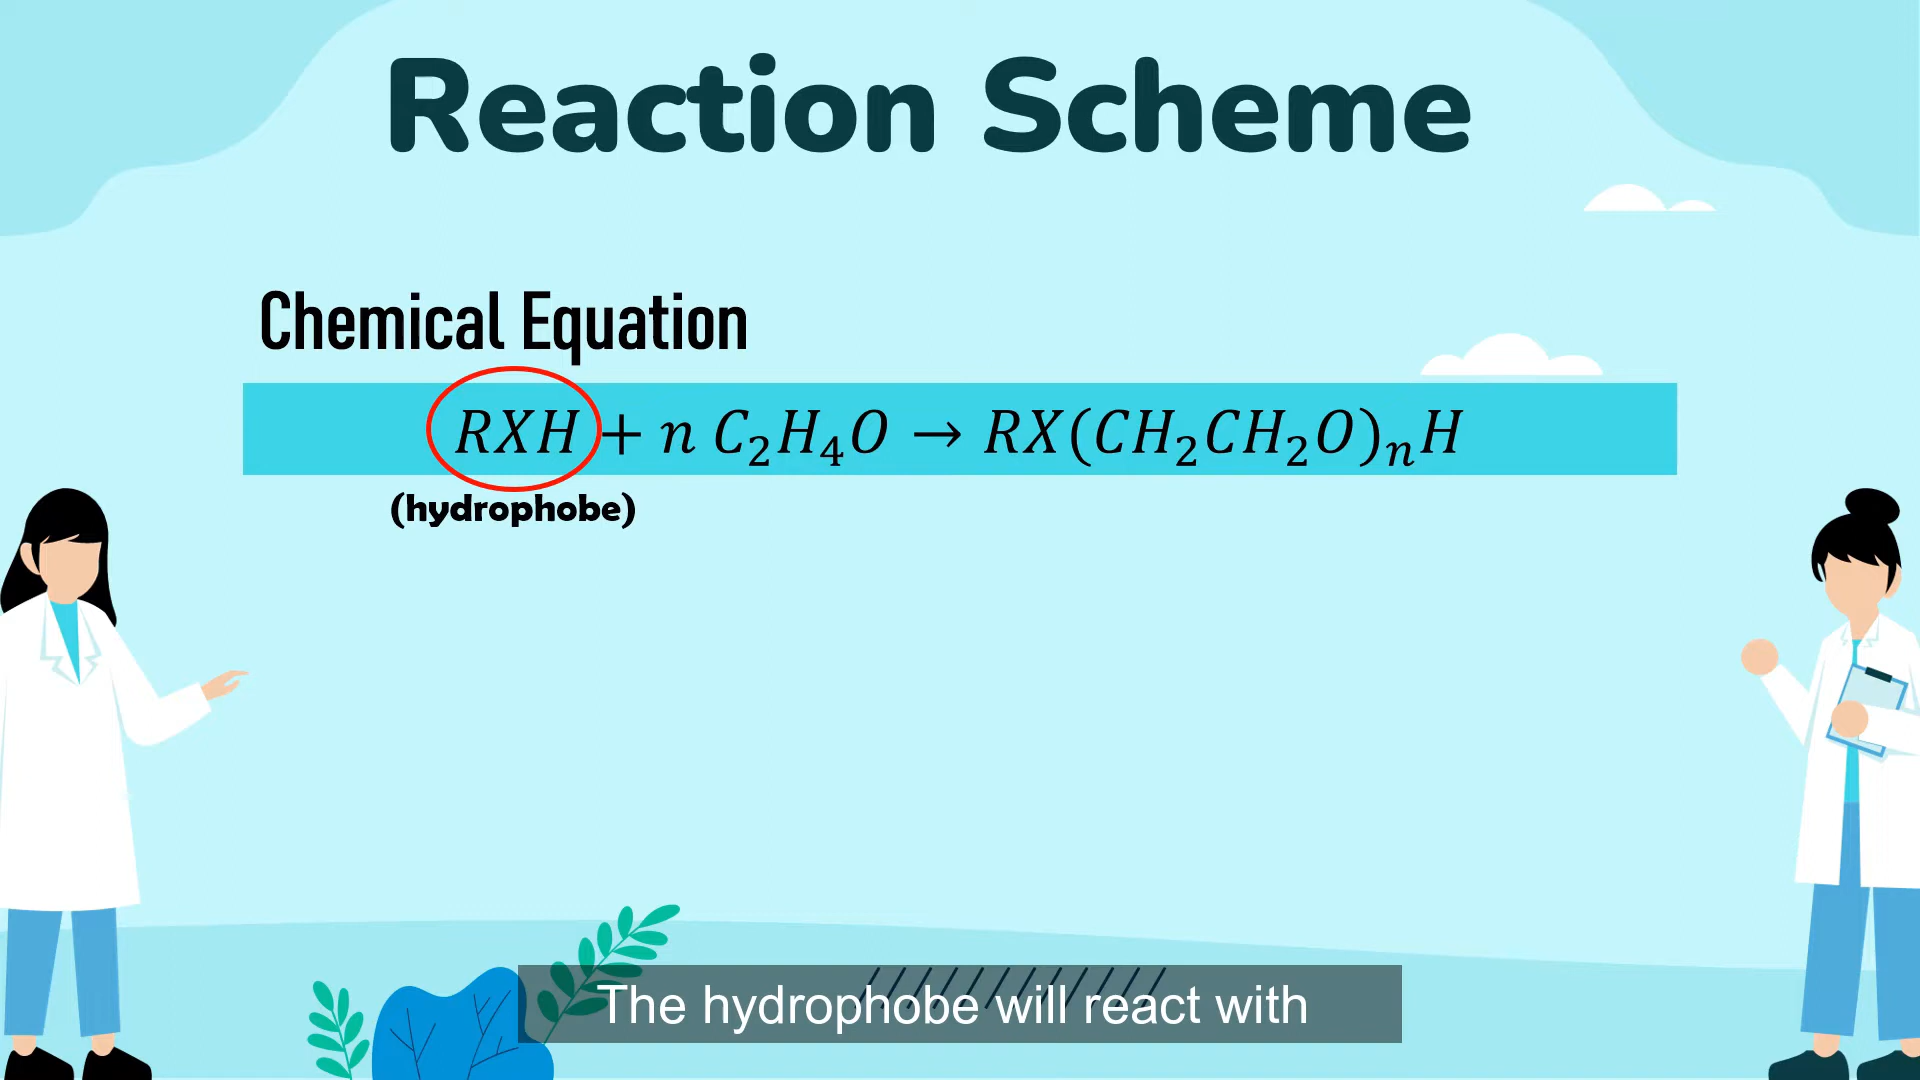 Reaction Scheme
Chemical Equation
RXH + n C₂H₄O → RX(CH₂CH₂O)ₙH
(hydrophobe)
The hydrophobe will react with